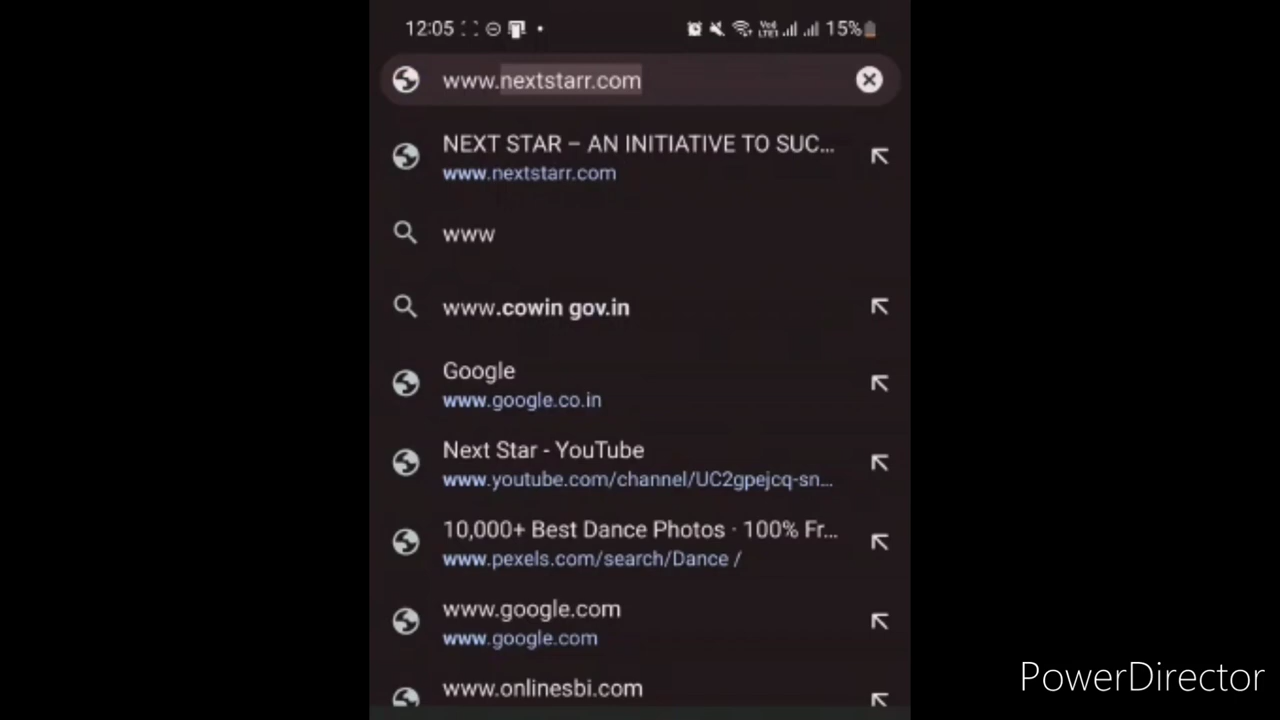 12:05
VoD LTE1
15%
www.nextstarr.com
NEXT STAR – AN INITIATIVE TO SUC...
www.nextstarr.com
www
www.cowin gov.in
Google
www.google.co.in
Next Star - YouTube
www.youtube.com/channel/UC2gpejcq-sn...
10,000+ Best Dance Photos · 100% Fr...
www.pexels.com/search/Dance /
www.google.com
www.google.com
www.onlinesbi.com
PowerDirector